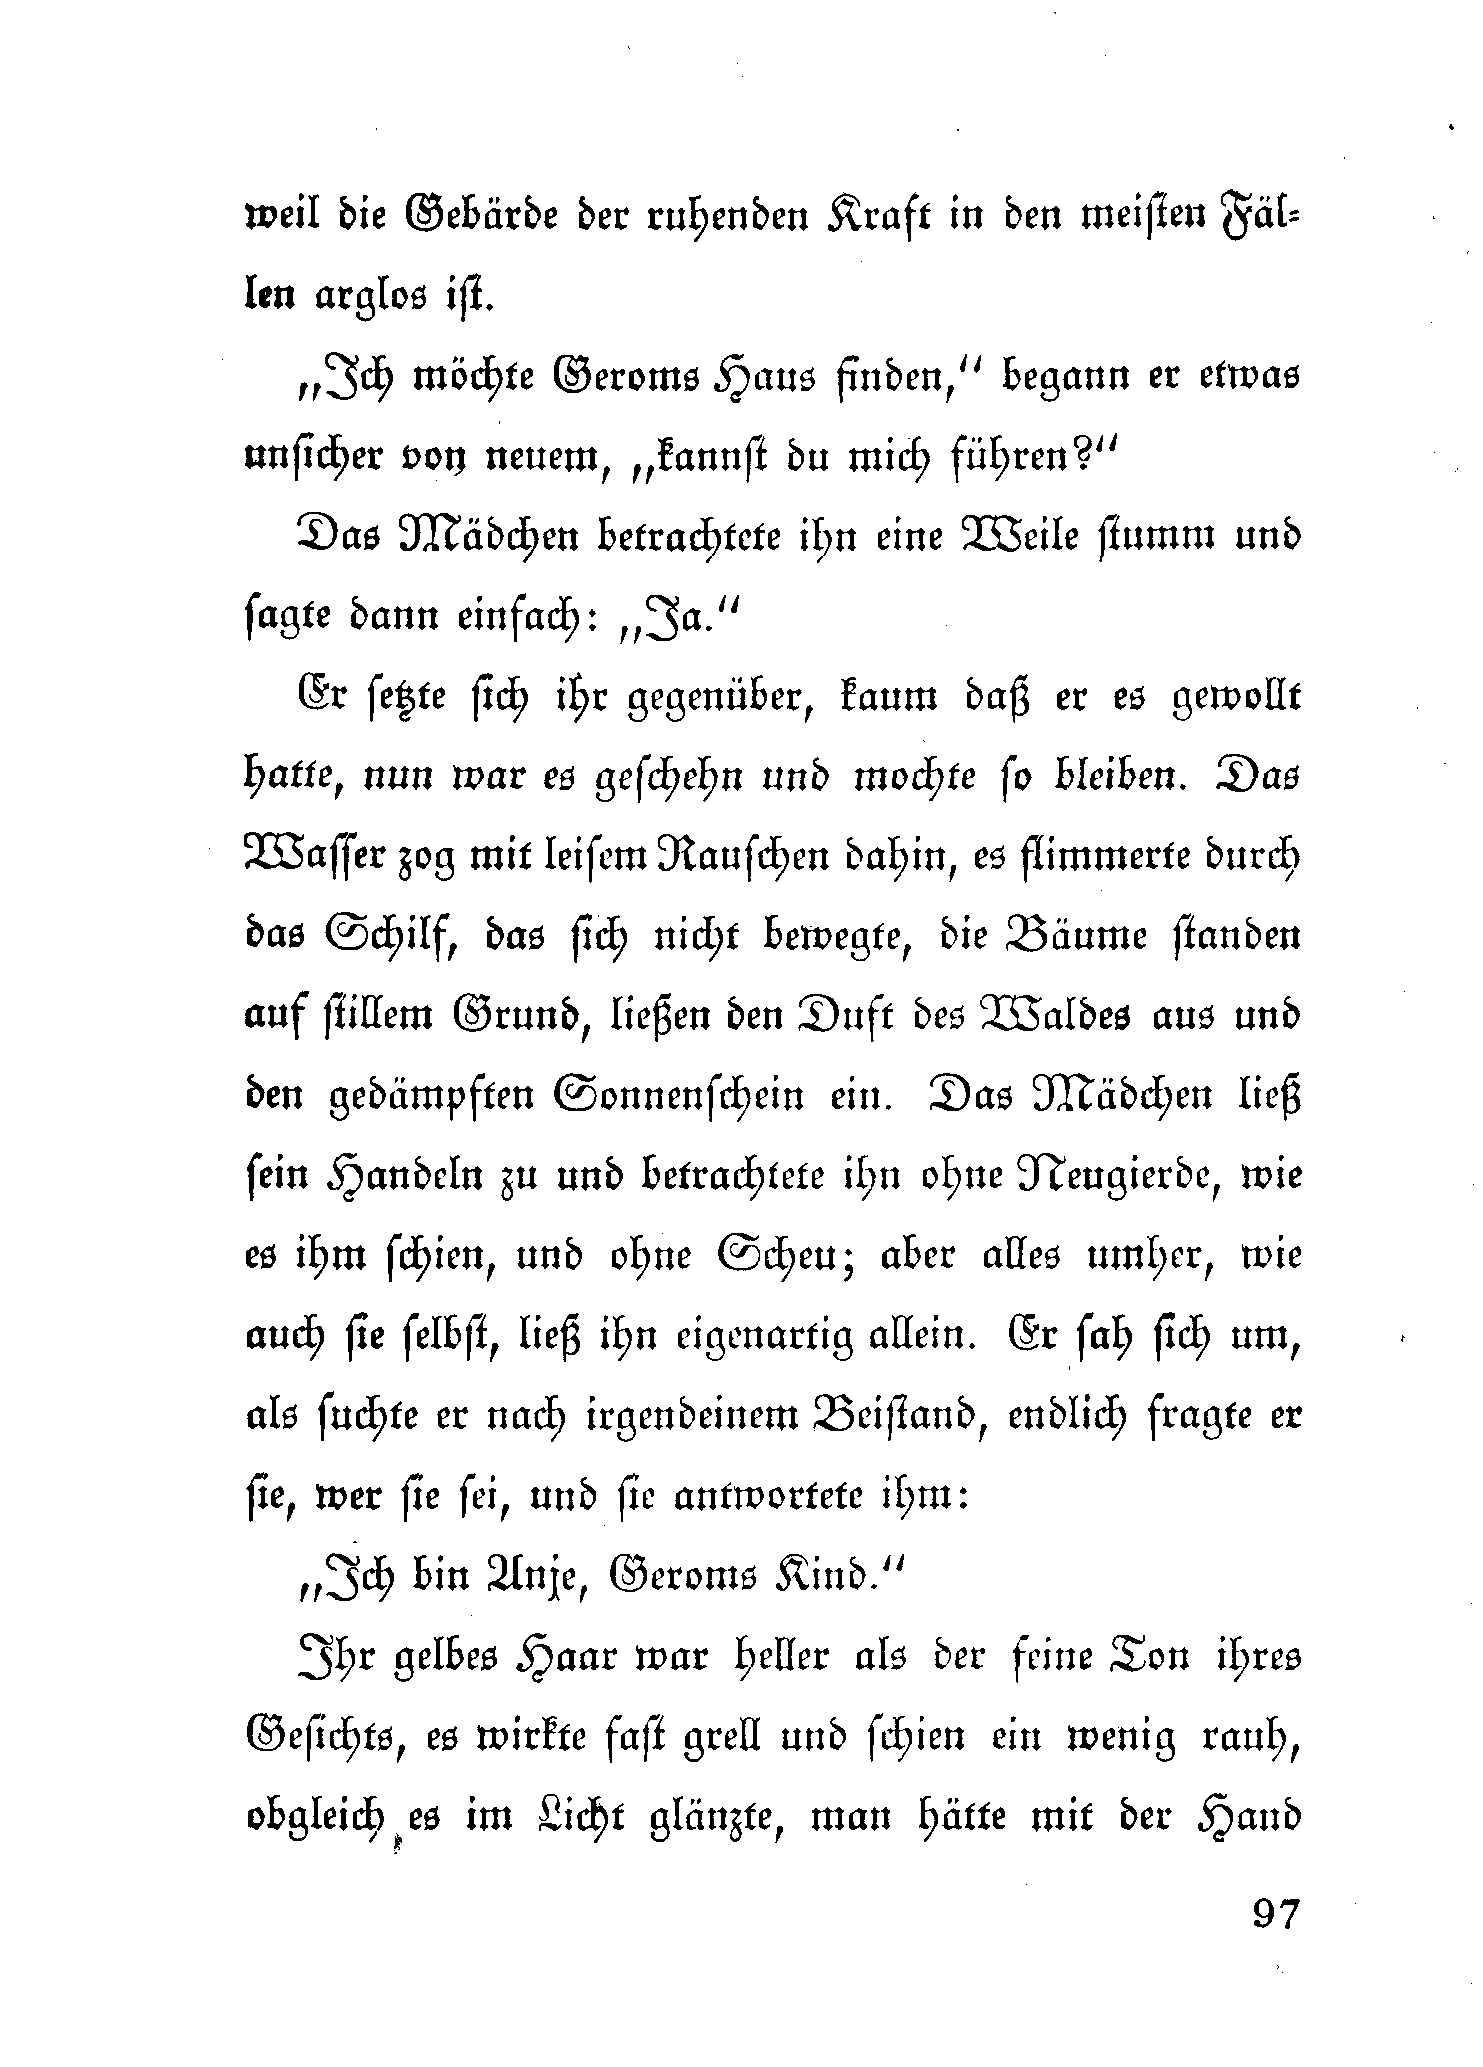 weil die Gebärde der ruhenden Kraft in den meiſten Fäl-
len arglos iſt.
„Ich möchte Geroms Haus finden,“ begann er etwas
unſicher von neuem, „kannſt du mich führen?“
Das Mädchen betrachtete ihn eine Weile ſtumm und
ſagte dann einfach: „Ja.“
Er ſetzte ſich ihr gegenüber, kaum daß er es gewollt
hatte, nun war es geſchehn und mochte ſo bleiben. Das
Waſſer zog mit leiſem Rauſchen dahin, es flimmerte durch
das Schilf, das ſich nicht bewegte, die Bäume ſtanden
auf ſtillem Grund, ließen den Duft des Waldes aus und
den gedämpften Sonnenſchein ein. Das Mädchen ließ
ſein Handeln zu und betrachtete ihn ohne Neugierde, wie
es ihm ſchien, und ohne Scheu; aber alles umher, wie
auch ſie ſelbſt, ließ ihn eigenartig allein. Er ſah ſich um,
als ſuchte er nach irgendeinem Beiſtand, endlich fragte er
ſie, wer ſie ſei, und ſie antwortete ihm:
„Ich bin Anje, Geroms Kind.“
Ihr gelbes Haar war heller als der feine Ton ihres
Geſichts, es wirkte faſt grell und ſchien ein wenig rauh,
obgleich es im Licht glänzte, man hätte mit der Hand
97